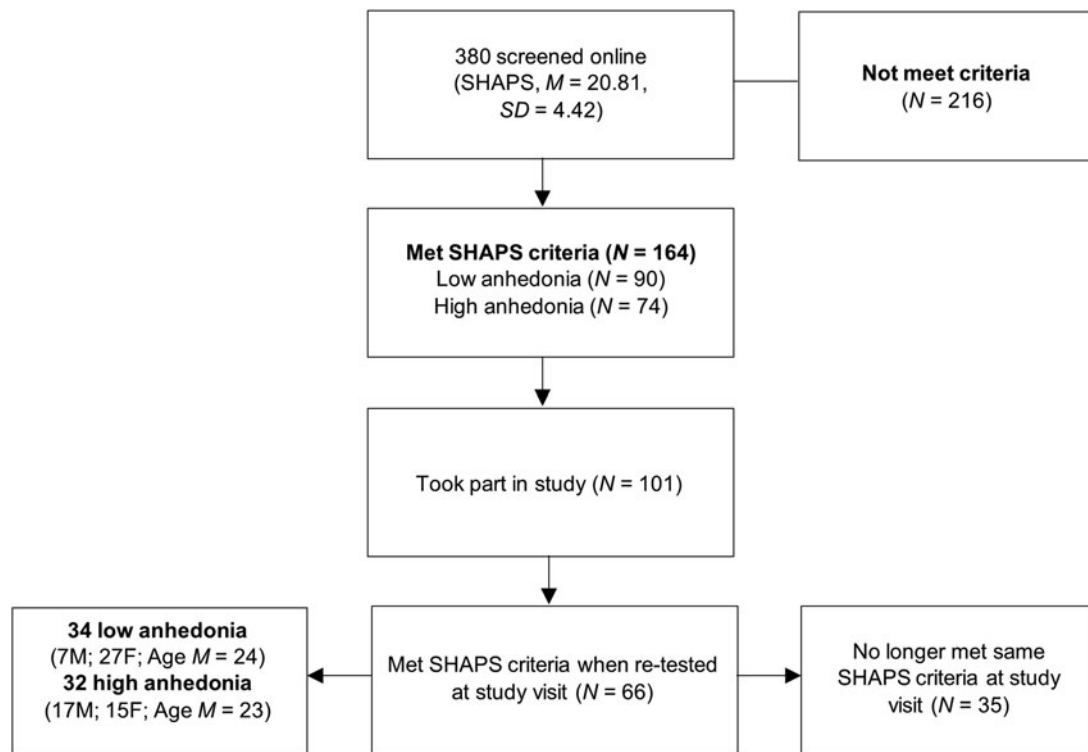 380 screened online
(SHAPS, M = 20.81,
SD = 4.42)
Not meet criteria
(N = 216)
Met SHAPS criteria (N = 164)
Low anhedonia (N = 90)
High anhedonia (N = 74)
Took part in study (N = 101)
34 low anhedonia
(7M; 27F; Age M = 24)
32 high anhedonia
(17M; 15F; Age M = 23)
Met SHAPS criteria when re-tested
at study visit (N = 66)
No longer met same
SHAPS criteria at study
visit (N = 35)